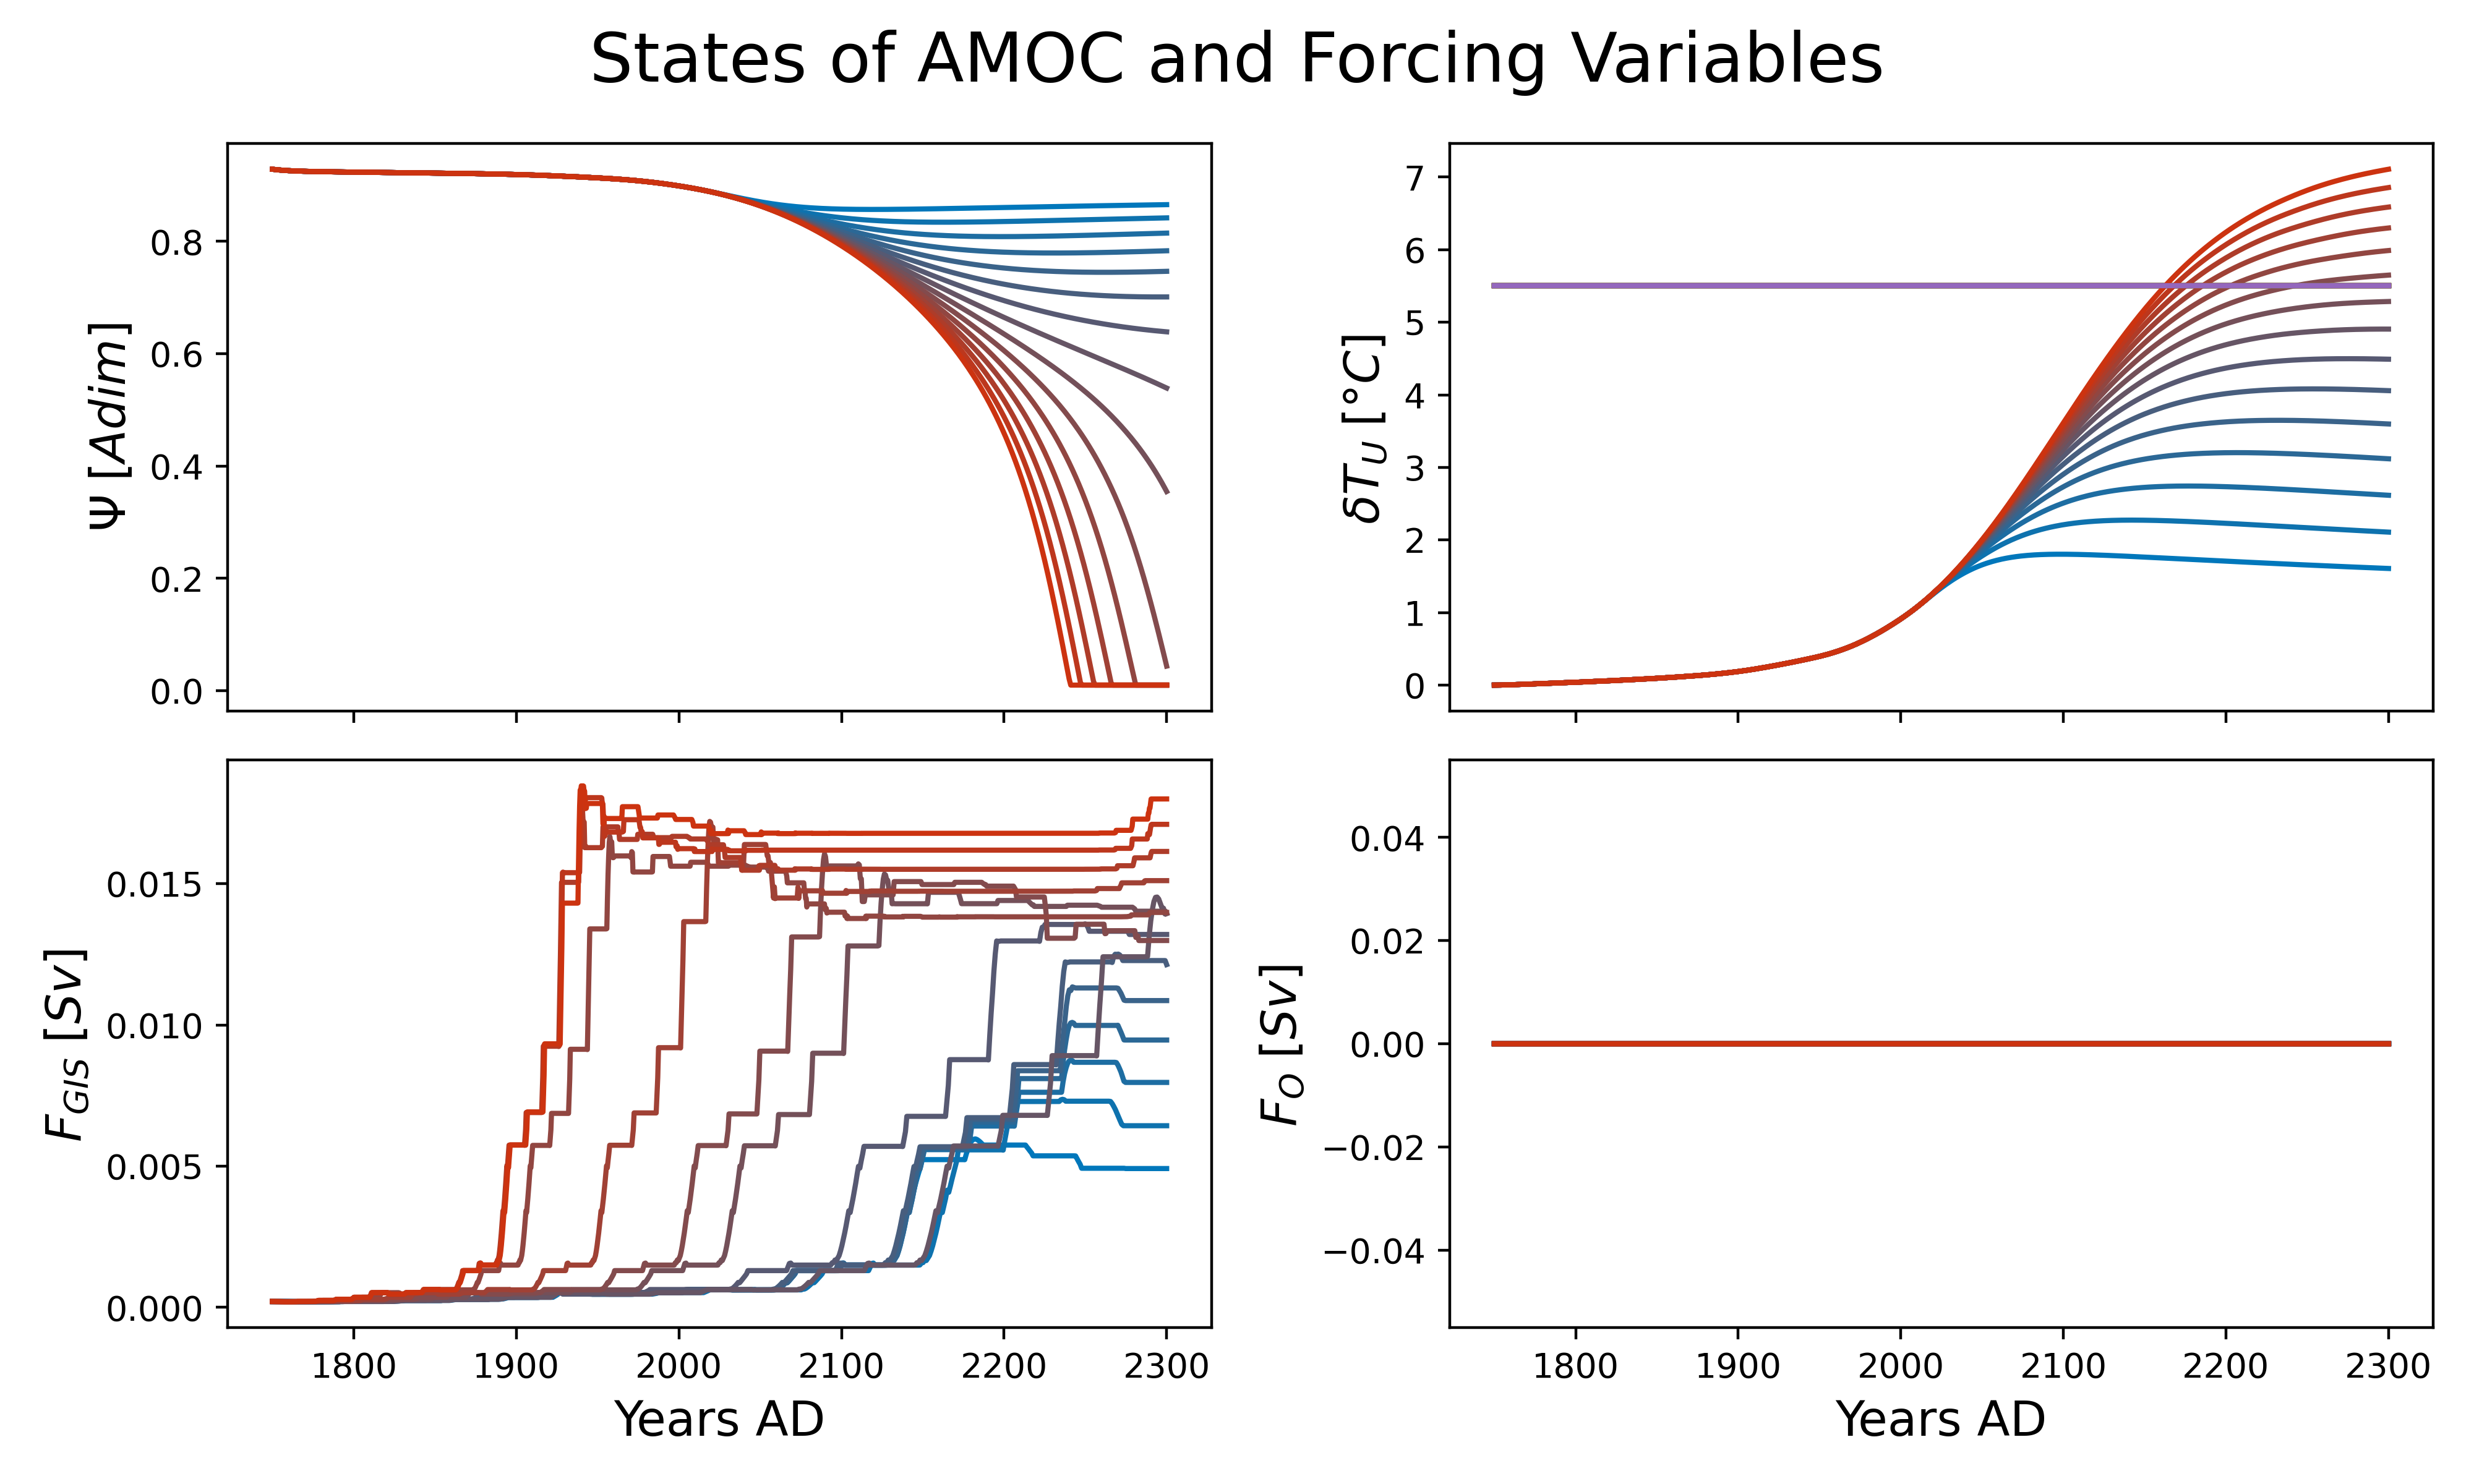 States of AMOC and Forcing Variables
Ψ [Adim]
0.8
0.6
0.4
0.2
0.0
δT_U [°C]
7
6
5
4
3
2
1
0
F_GIS [Sv]
0.015
0.010
0.005
0.000
1800 1900 2000 2100 2200 2300
Years AD
F_O [Sv]
0.04
0.02
0.00
−0.02
−0.04
1800 1900 2000 2100 2200 2300
Years AD